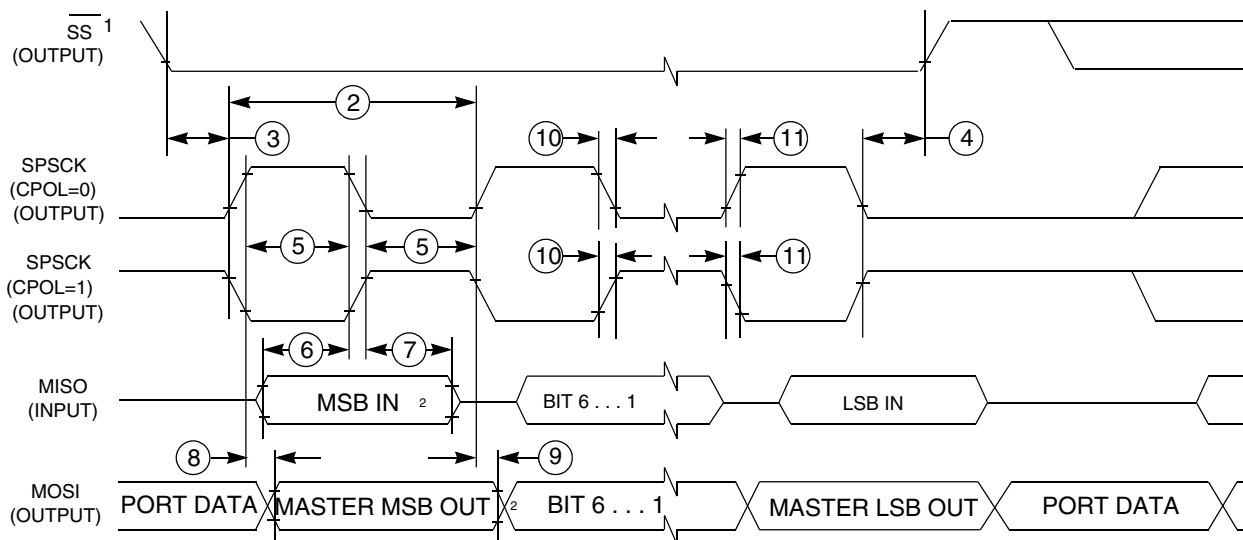 SS 1
(OUTPUT)
2
3
10
11
4
SPSCK
(CPOL=0)
(OUTPUT)
5
5
SPSCK
(CPOL=1)
(OUTPUT)
10
11
6
7
MISO
(INPUT)
MSB IN 2
BIT 6 . . . 1
LSB IN
8
9
MOSI
(OUTPUT)
PORT DATA
MASTER MSB OUT 2
BIT 6 . . . 1
MASTER LSB OUT
PORT DATA